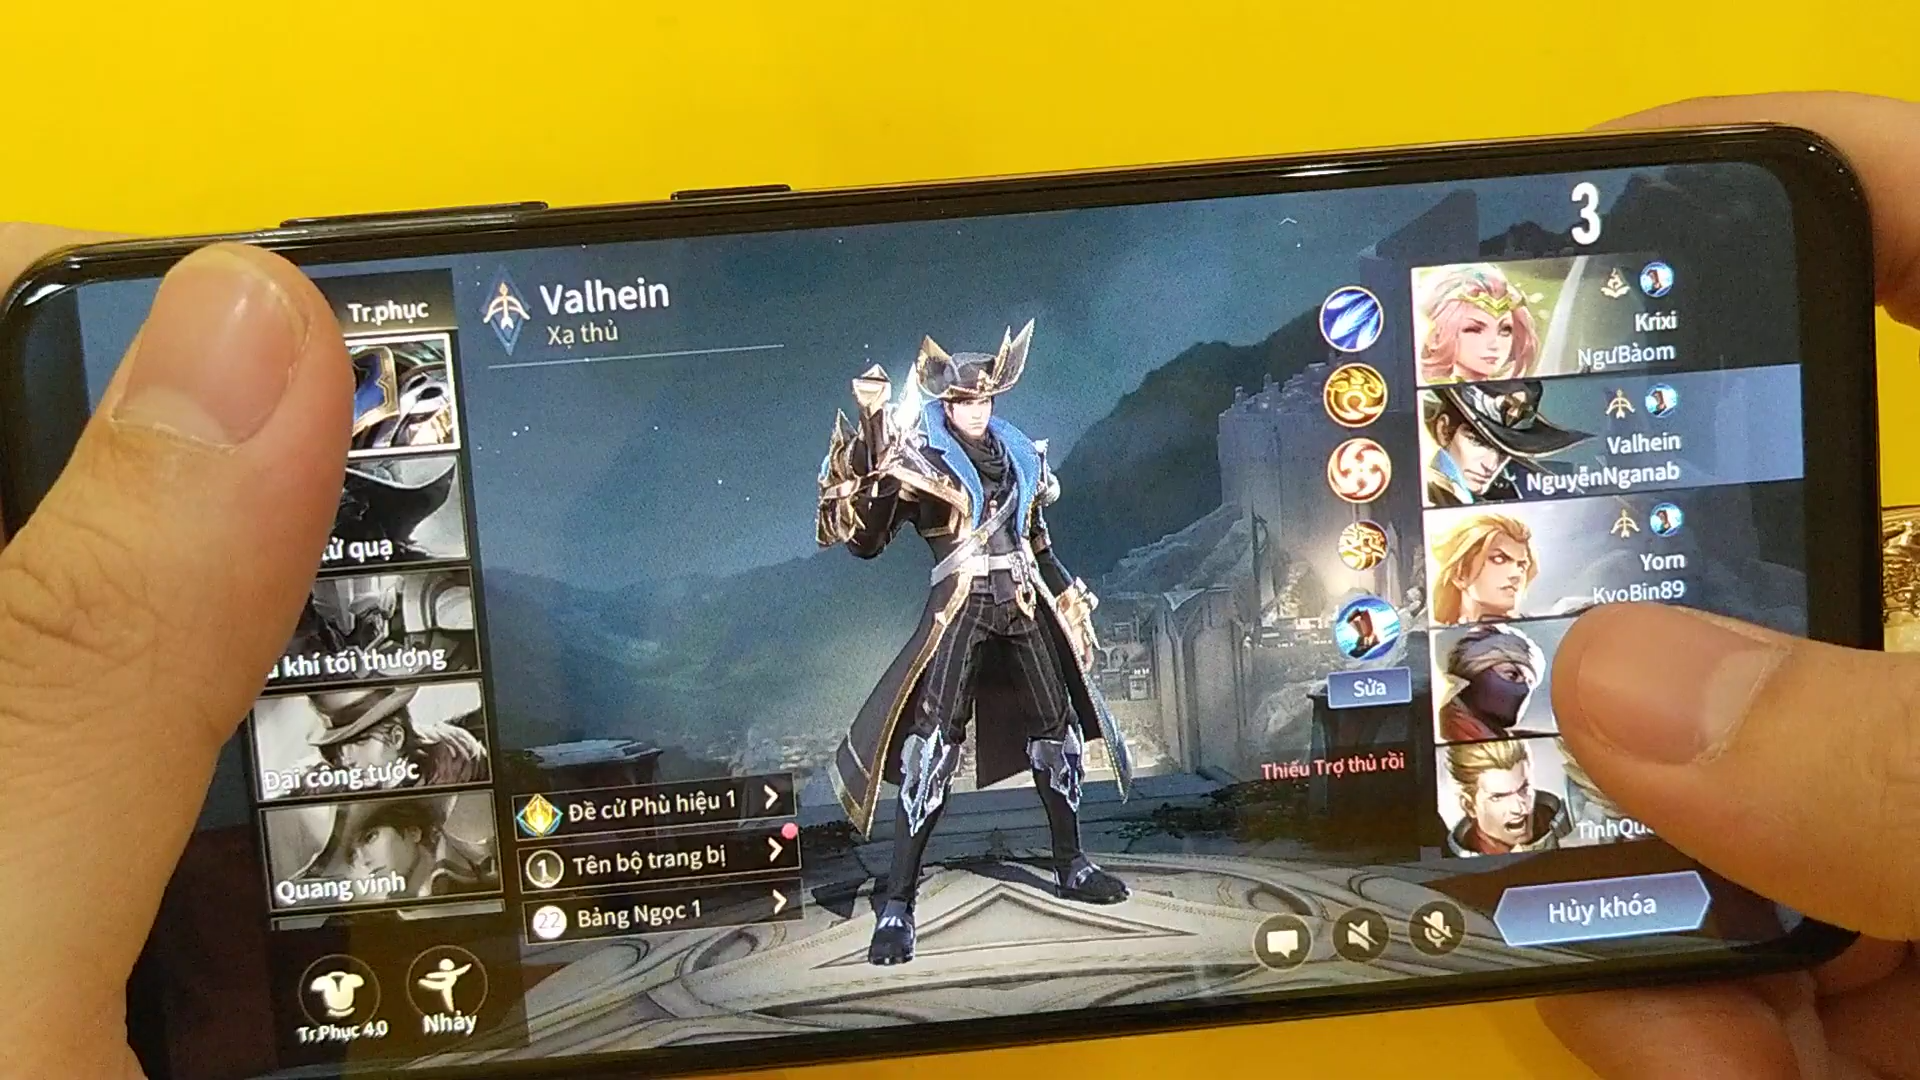 Tr.phục
Valhein
Xạ thủ
3
Krixi
NgưBàom
Valhein
NguyễnNganab
Yorn
KvoBin89
quạ
khí tối thượng
Đại công tước
Quang vinh
Sửa
Thiếu Trợ thủ rồi
Đề cử Phù hiệu 1
1 Tên bộ trang bị
22 Bảng Ngọc 1
Hủy khóa
Tr.Phục 4.0
Nhảy